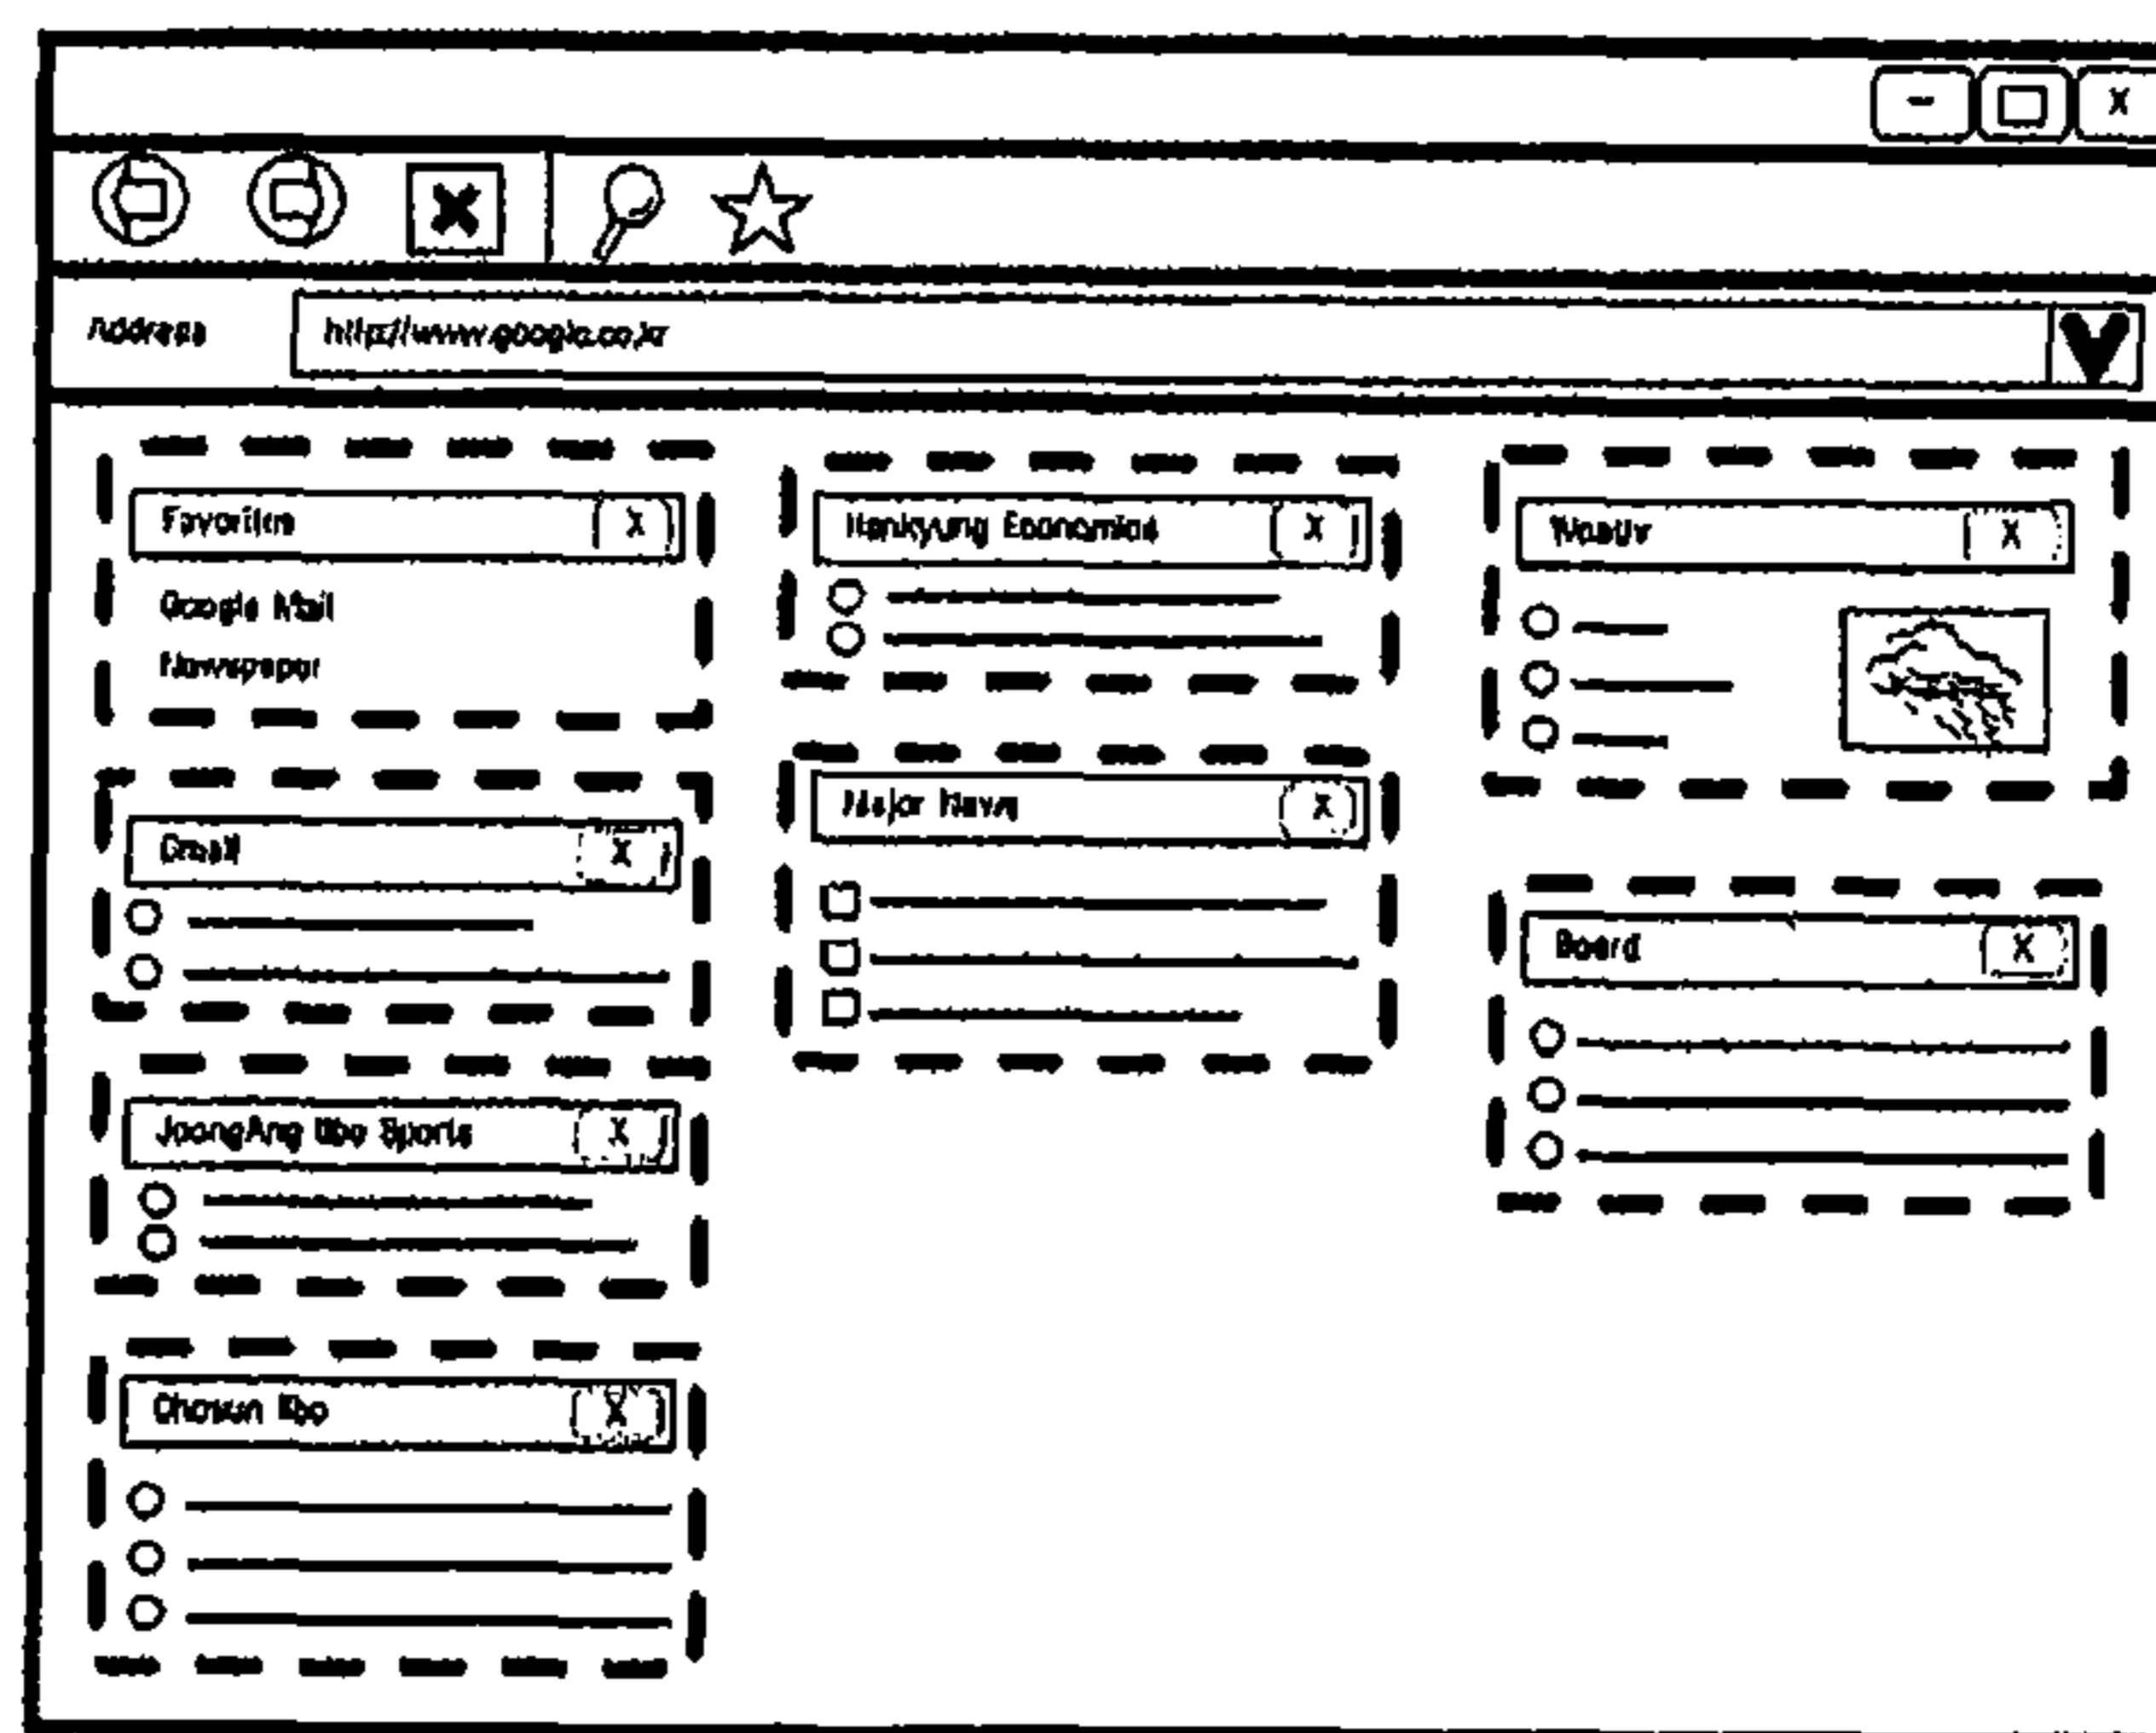 - □ X
Address http://www.google.co.kr
Favorites X
Google Mail
Newspaper
Gmail X
JoongAng Ilbo Sports X
Chosun Ilbo X
Hankyung Economics X
Major News X
X
Board X